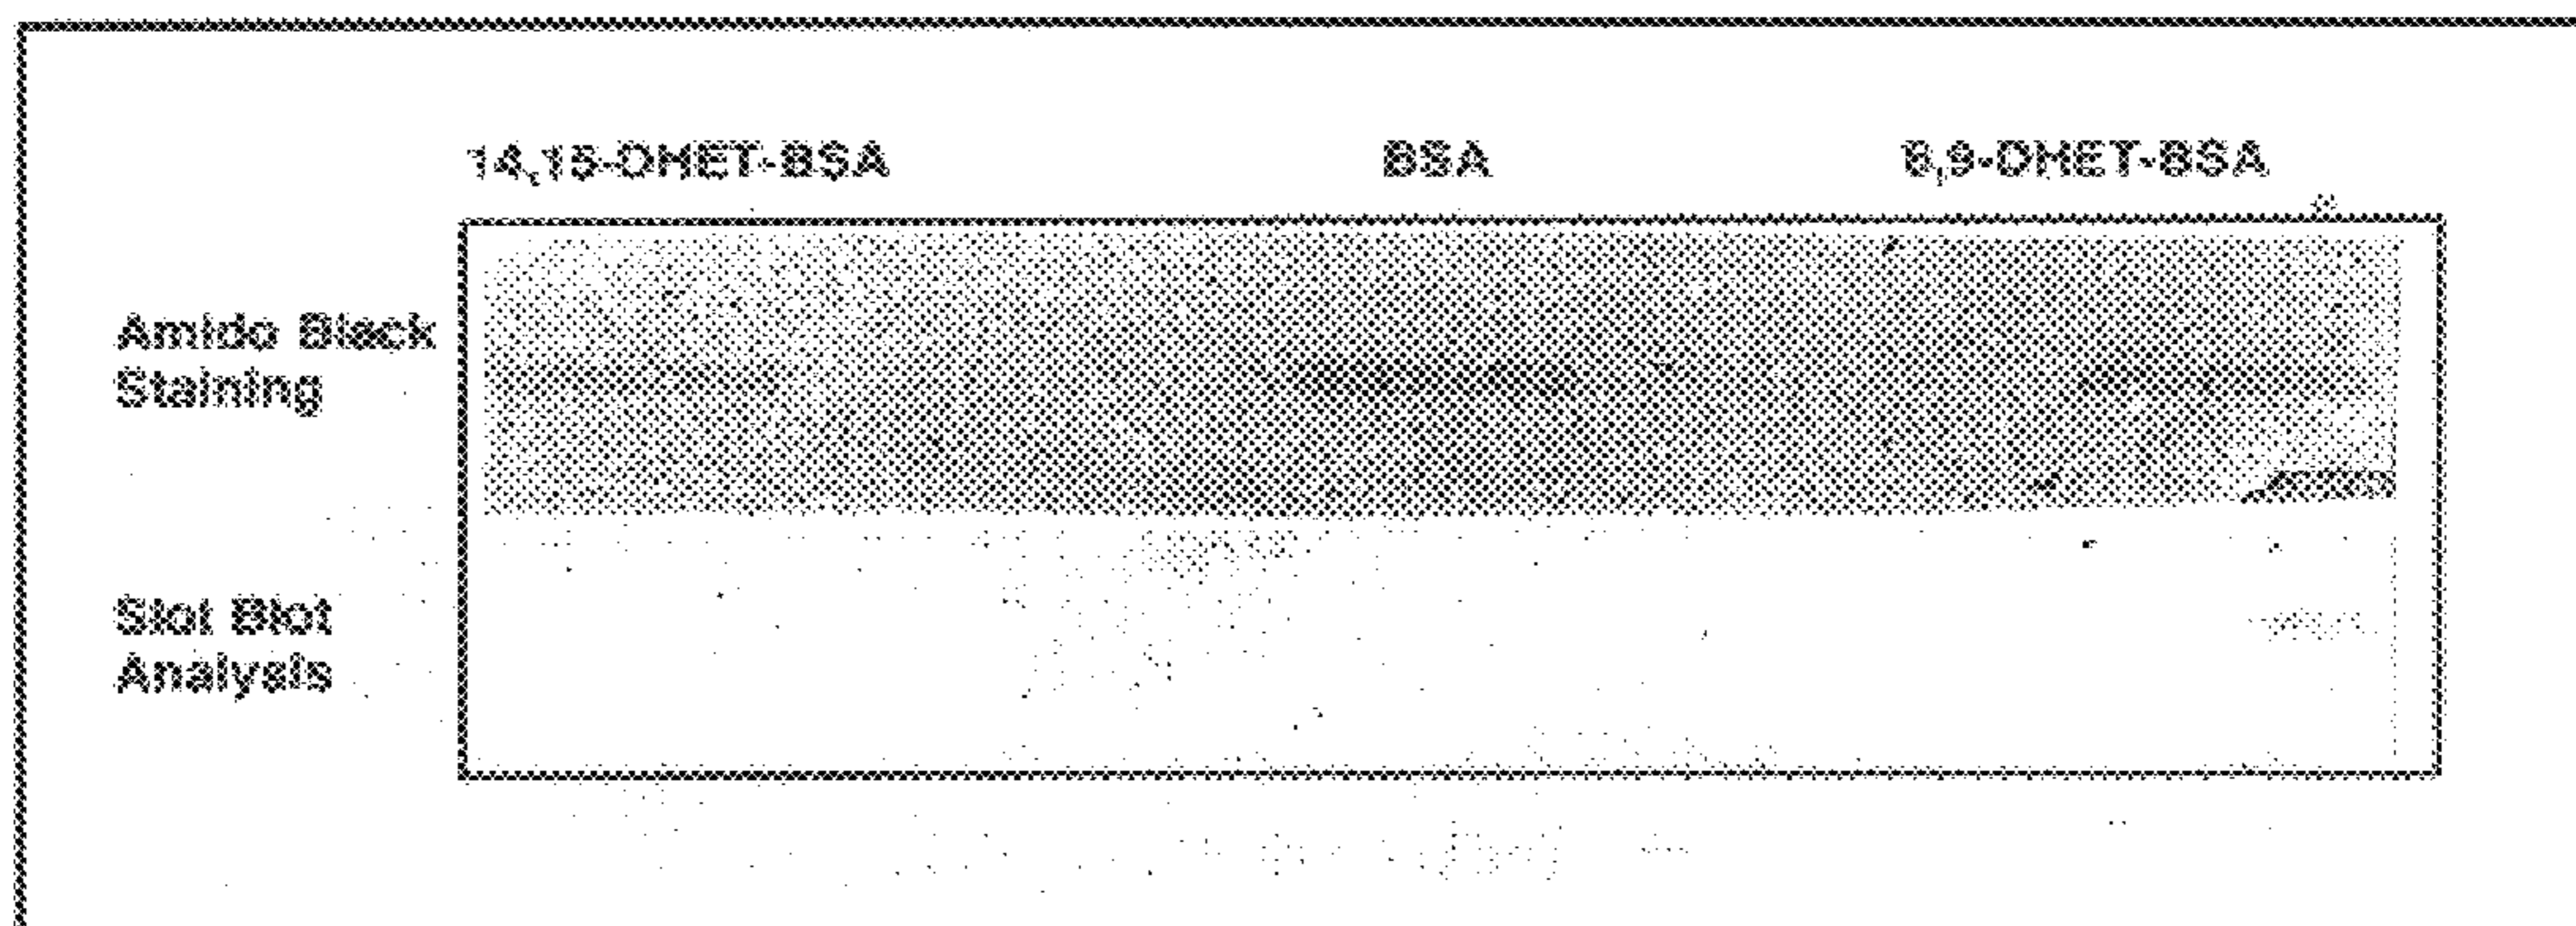 14,15-DHET-BSA
BSA
8,9-DHET-BSA
Amido Black
Staining
Slot Blot
Analysis